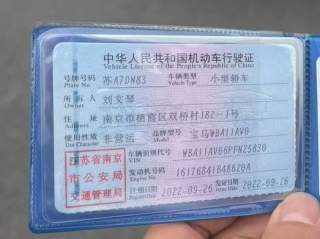 中华人民共和国机动车行驶证
Vehicle License of the People's Republic of China
号牌号码 苏A7DW83 车辆类型 小型轿车
Plate No. Vehicle Type
所有人 刘文琴
Owner
住址 南京市栖霞区双桥村182-1号
Address
使用性质 非营运 品牌型号 宝马WBA11AV0
Use Character Model
江苏省南京
市公安局
交通管理局
车辆识别代号 WBA11AV06PFN25830
VIN
发动机号码 16176841B48B20A
Engine No.
注册日期 2022-09-26 发证日期 2022-09-26
Register Date Issue Date